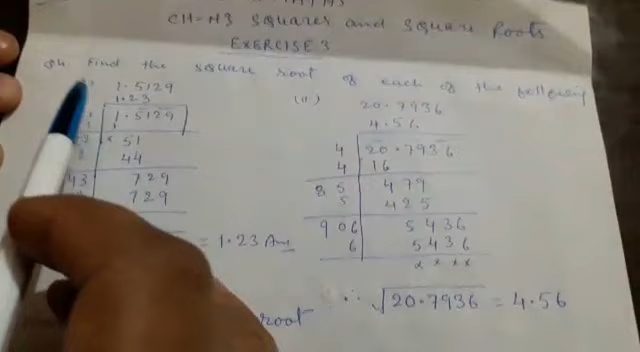 CH-N3 Squares and Square Roots
EXERCISE 3
Find the square root of each of the following
1.5129
1.23
1.5129
1
51
44
43 729
729
= 1.23 Ans
(ii) 20.7936
4.56
4 20.7936
4 16
85 479
5 425
906 5436
6 5436
x x x x
root
∴ √20.7936 = 4.56